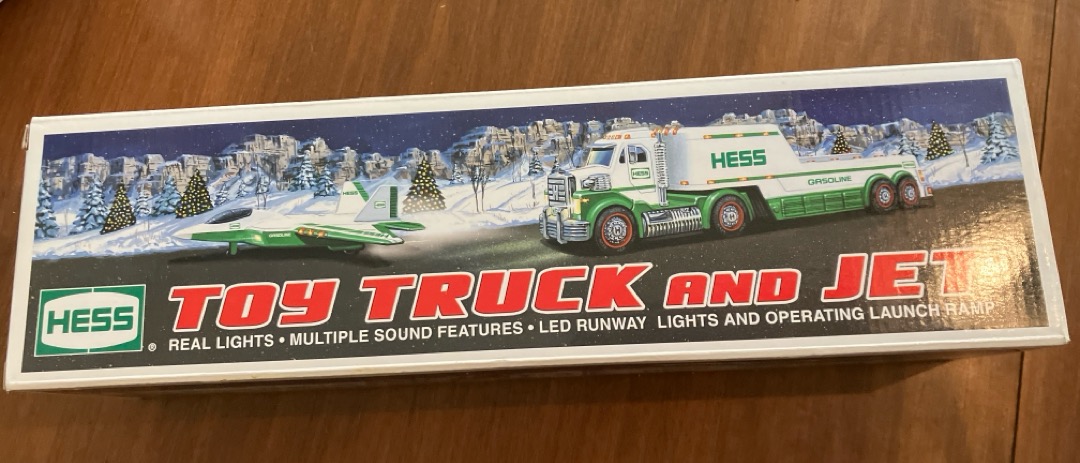 HESS
HESS
GASOLINE
GASOLINE
HESS
®
TOY TRUCK AND JET
REAL LIGHTS • MULTIPLE SOUND FEATURES • LED RUNWAY LIGHTS AND OPERATING LAUNCH RAMP